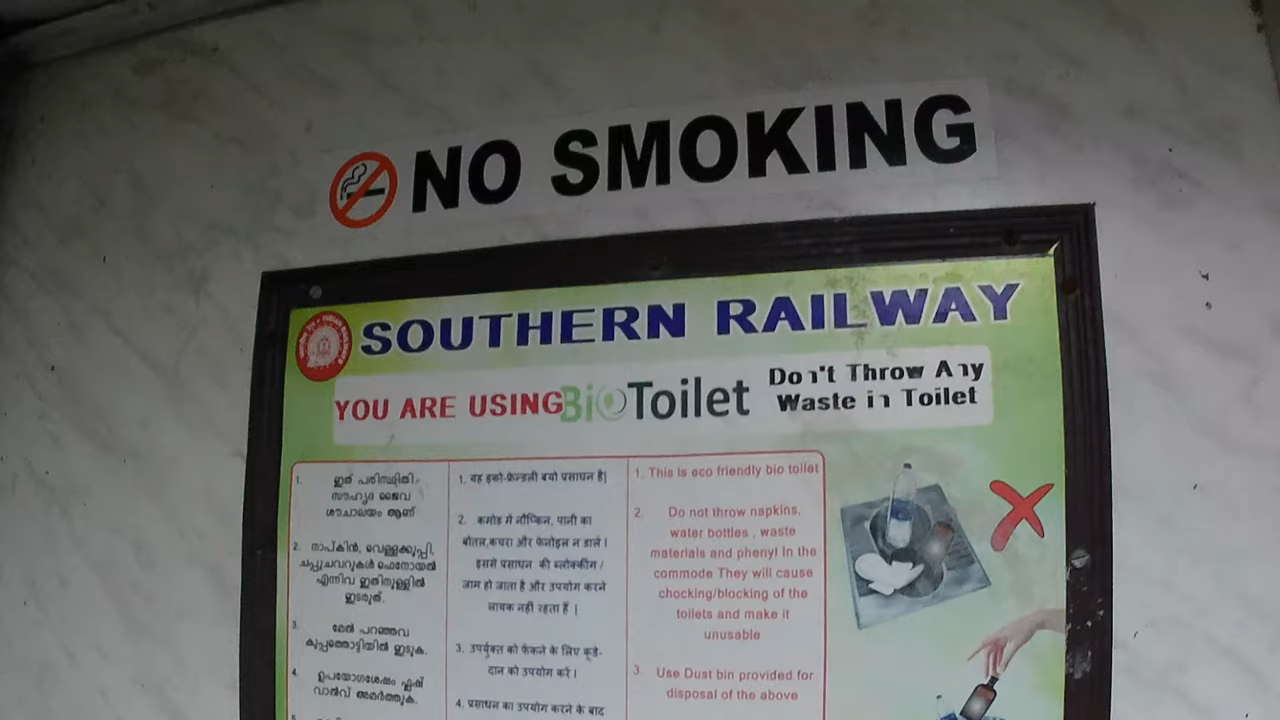 NO SMOKING
SOUTHERN RAILWAY
YOU ARE USING BioToilet
Don't Throw Any
Waste in Toilet
1. ഇത് പരിസ്ഥിതി-
സൗഹൃദ ജൈവ
ശൗചാലയം ആണ്
2. നാപ്കിൻ, വെള്ളക്കുപ്പി,
ചപ്പുചവറുകൾ ഫെനോയൽ
എന്നിവ ഇതിനുള്ളിൽ
ഇടരുത്.
3. മേൽ പറഞ്ഞവ
കുപ്പത്തൊട്ടിയിൽ ഇടുക.
4. ഉപയോഗശേഷം ഫ്ലഷ്
വാൽവ് അമർത്തുക.
1. यह इको-फ्रेन्डली बयो प्रसाधन है|
2. कमोड में नॉप्किन, पानी का
बोतल,कचरा और फेनोइल न डाले।
इससे प्रसाधन की ब्लोक्कींग /
जाम हो जाता है और उपयोग करने
लायक नहीं रहता हैं |
3. उपर्युक्त को फेंकने के लिए कूडे-
दान को उपयोग करे।
4. प्रसाधन का उपयोग करने के बाद
1. This is eco friendly bio toilet
2. Do not throw napkins,
water bottles , waste
materials and phenyl in the
commode They will cause
chocking/blocking of the
toilets and make it
unusable
3. Use Dust bin provided for
disposal of the above